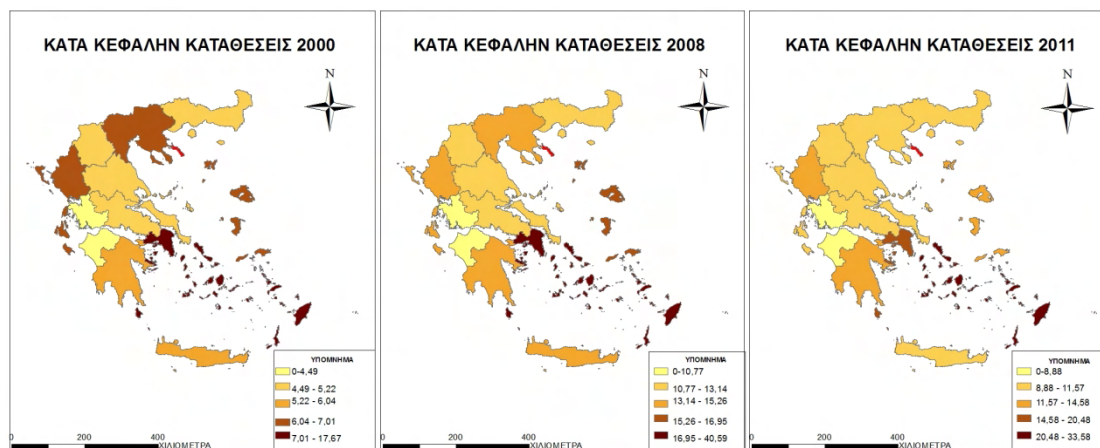 ΚΑΤΑ ΚΕΦΑΛΗΝ ΚΑΤΑΘΕΣΕΙΣ 2000
N
ΥΠΟΜΝΗΜΑ
0-4,49
4,49 - 5,22
5,22 - 6,04
6,04 - 7,01
7,01 - 17,67
0 200 400
ΧΙΛΙΟΜΕΤΡΑ
ΚΑΤΑ ΚΕΦΑΛΗΝ ΚΑΤΑΘΕΣΕΙΣ 2008
N
ΥΠΟΜΝΗΜΑ
0-10,77
10,77 - 13,14
13,14 - 15,26
15,26 - 16,95
16,95 - 40,59
0 200 400
ΧΙΛΙΟΜΕΤΡΑ
ΚΑΤΑ ΚΕΦΑΛΗΝ ΚΑΤΑΘΕΣΕΙΣ 2011
N
ΥΠΟΜΝΗΜΑ
0-8,88
8,88 - 11,57
11,57 - 14,58
14,58 - 20,48
20,48 - 33,58
0 200 400
ΧΙΛΙΟΜΕΤΡΑ